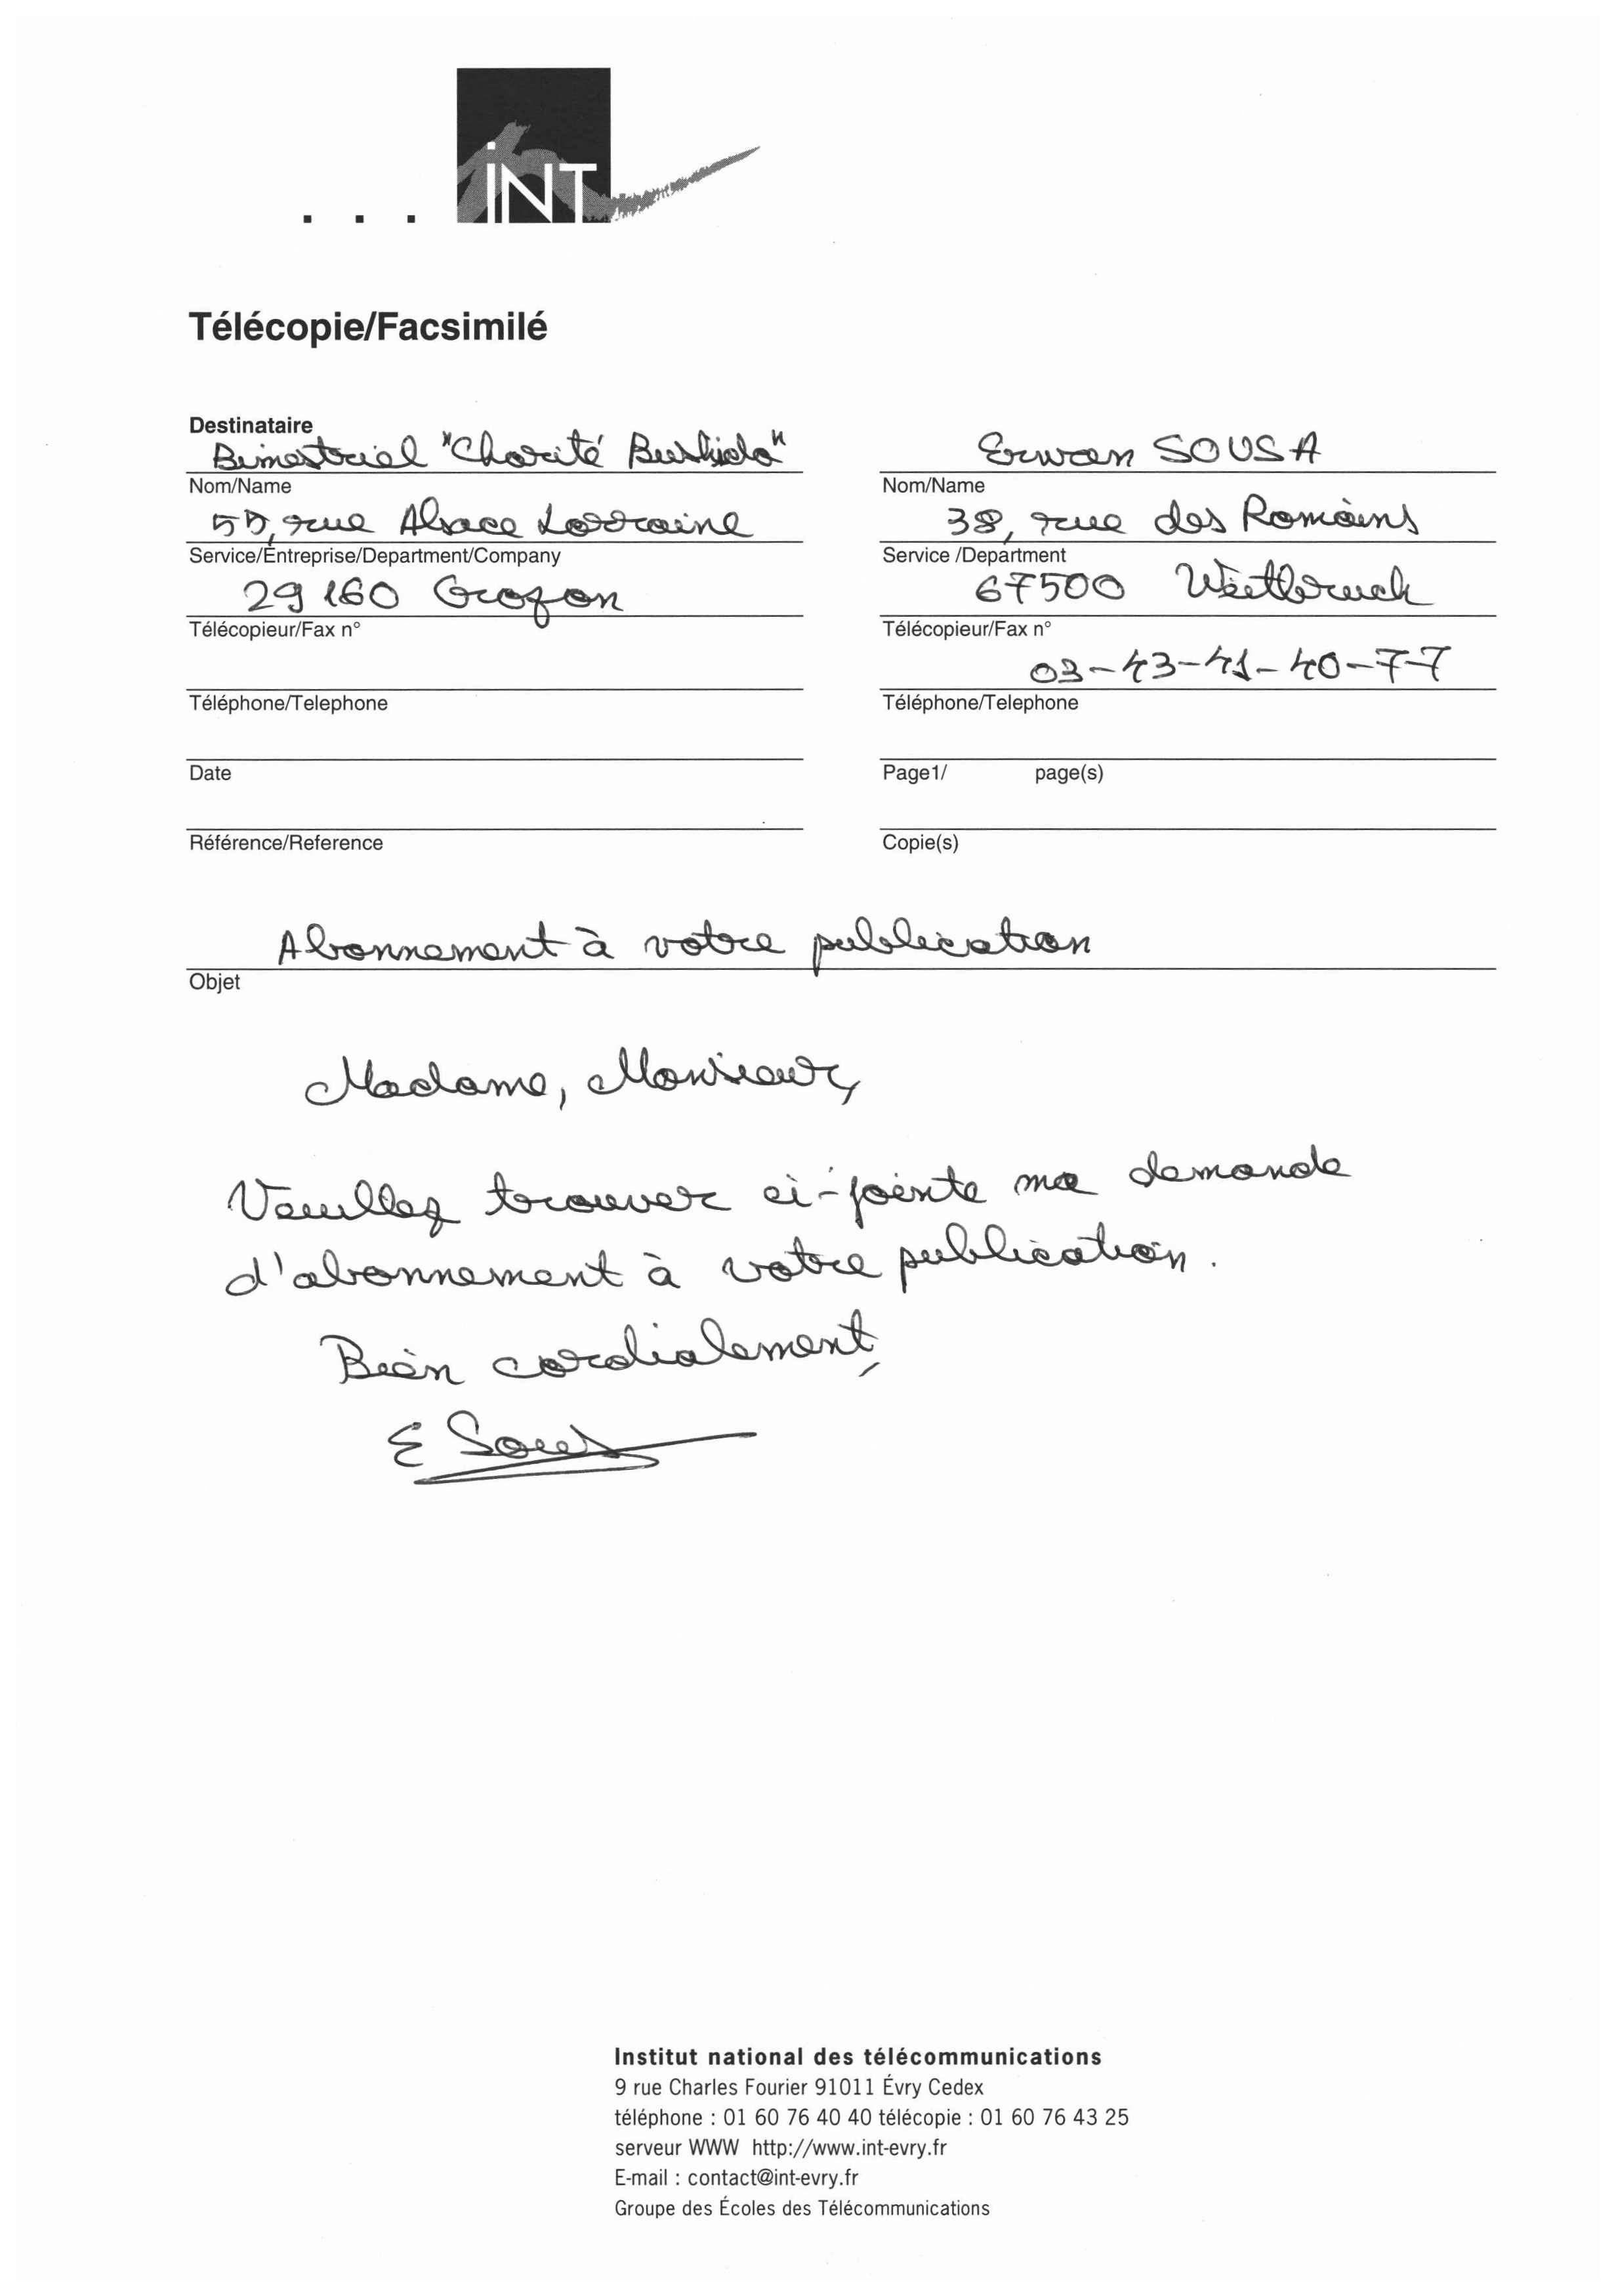 ... INT
Télécopie/Facsimilé
Destinataire
Bimestriel "Charité Bushido"
Nom/Name
55, rue Alsace Lorraine
Service/Entreprise/Department/Company
29160 Crozon
Télécopieur/Fax n°
Téléphone/Telephone
Date
Référence/Reference
Erwan SOUSA
Nom/Name
38, rue des Romains
Service /Department
67500 Weitbruch
Télécopieur/Fax n°
03-43-41-40-77
Téléphone/Telephone
Page1/ page(s)
Copie(s)
Abonnement à votre publication
Objet
Madame, Monsieur,
Veuillez trouver ci-jointe ma demande
d'abonnement à votre publication.
Bien cordialement,
E Sousa
Institut national des télécommunications
9 rue Charles Fourier 91011 Évry Cedex
téléphone : 01 60 76 40 40 télécopie : 01 60 76 43 25
serveur WWW http://www.int-evry.fr
E-mail : contact@int-evry.fr
Groupe des Écoles des Télécommunications